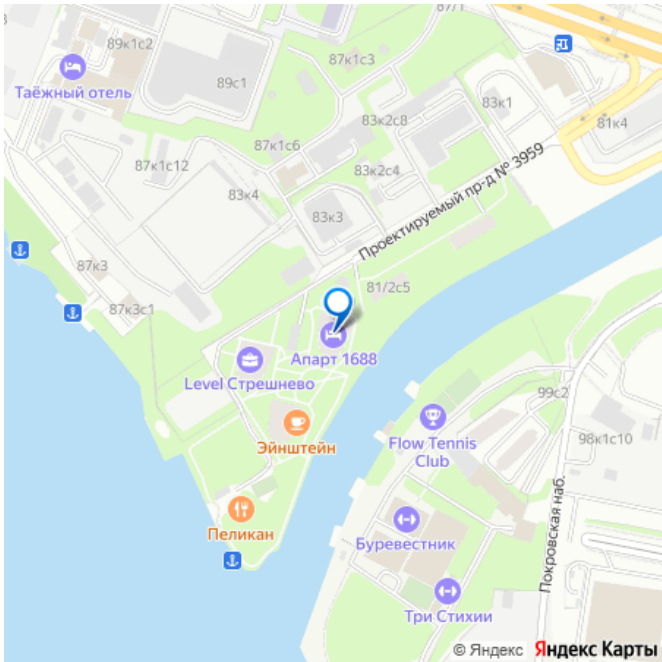 87/1
89к1с2
87к1с3
89с1
Таёжный отель
83к1
81к4
83к2с8
87к1с6
83к2с4
87к1с12
83к4
83к3
Проектируемый пр-д № 3959
87к3
81/2с5
87к3с1
Апарт 1688
Level Стрешнево
99с2
Эйнштейн
Flow Tennis
Club
98к1с10
Пеликан
Буревестник
Покровская наб.
Три Стихии
© Яндекс Яндекс Карты